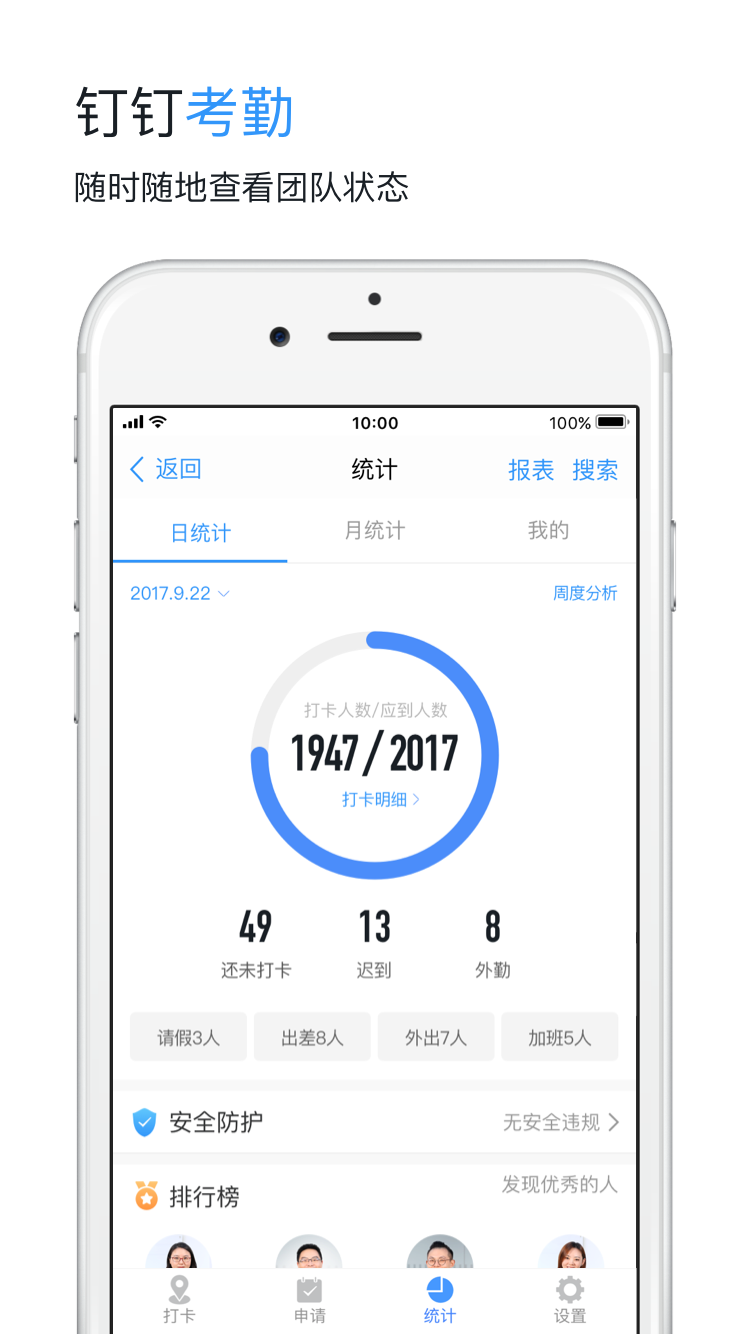 钉钉考勤
随时随地查看团队状态
10:00 100%
返回 统计 报表 搜索
日统计 月统计 我的
2017.9.22 周度分析
打卡人数/应到人数
1947/2017
打卡明细
49 13 8
还未打卡 迟到 外勤
请假3人 出差8人 外出7人 加班5人
安全防护 无安全违规
排行榜 发现优秀的人
打卡 申请 统计 设置